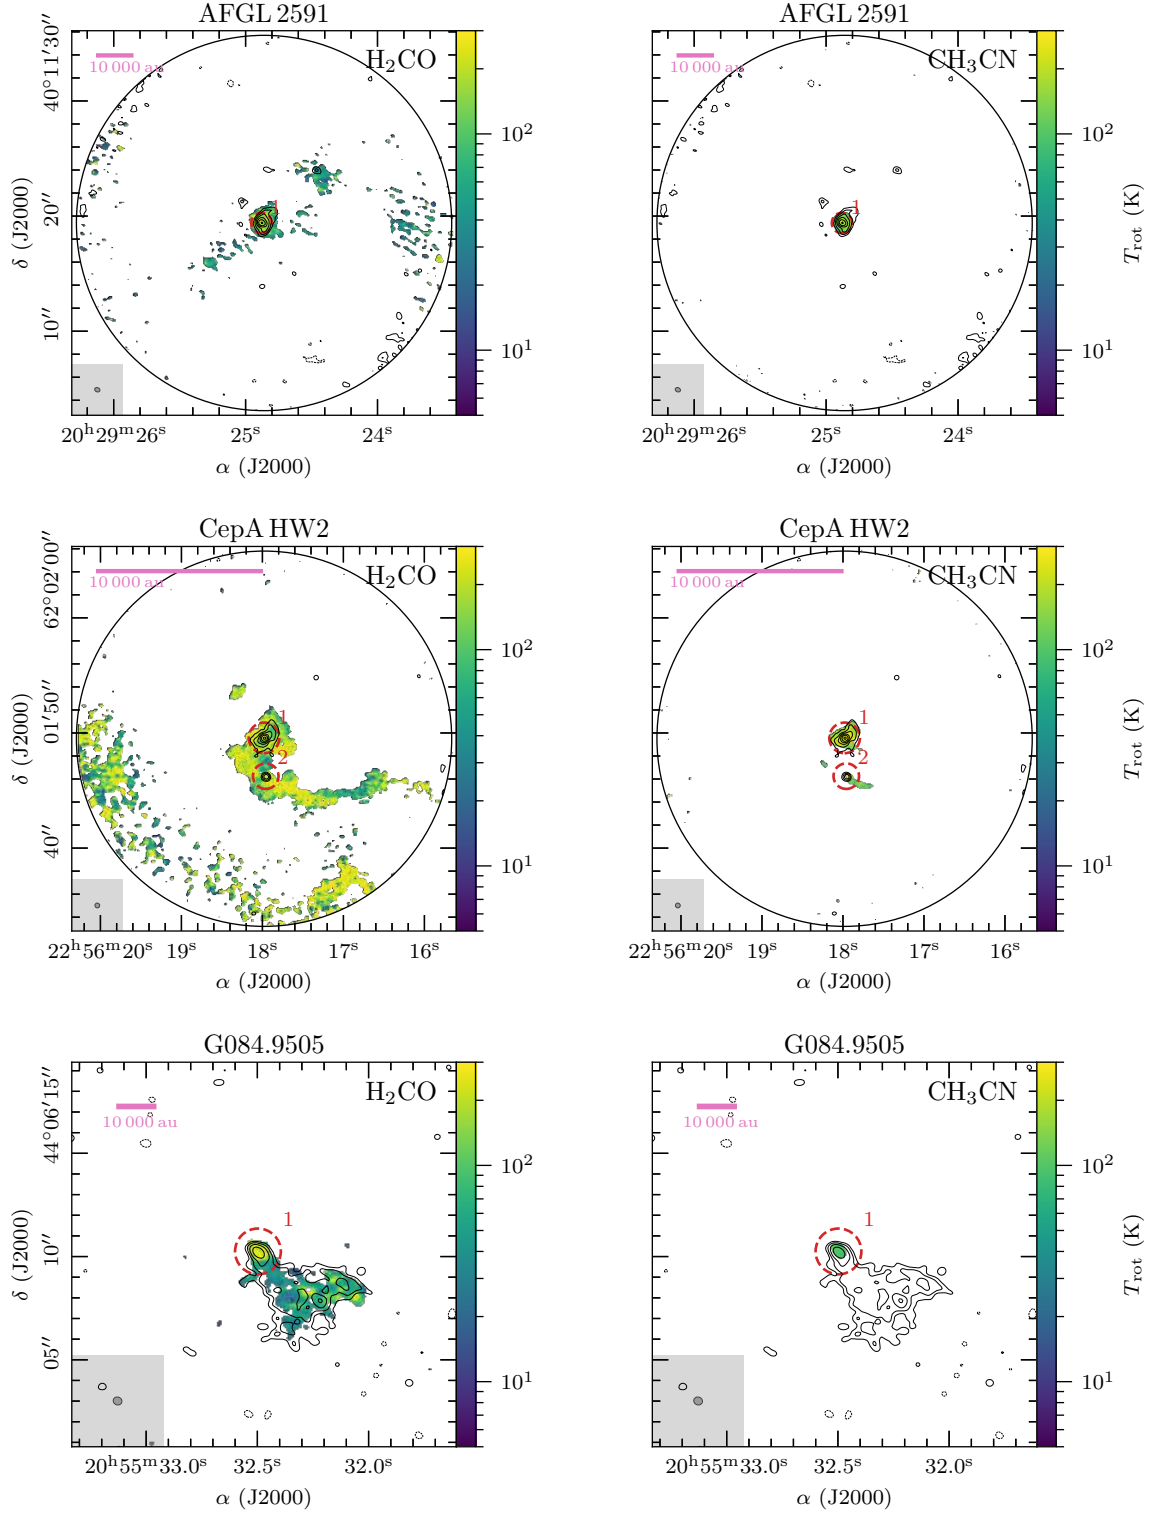 AFGL 2591
AFGL 2591
H₂CO
10 000 au
1
40°11′30″
20″
10″
δ (J2000)
20ʰ29ᵐ26ˢ
25ˢ
24ˢ
α (J2000)
10²
10¹
CH₃CN
10 000 au
1
20ʰ29ᵐ26ˢ
25ˢ
24ˢ
α (J2000)
10²
10¹
T_rot (K)
CepA HW2
CepA HW2
H₂CO
10 000 au
1
2
62°02′00″
01′50″
40″
δ (J2000)
22ʰ56ᵐ20ˢ
19ˢ
18ˢ
17ˢ
16ˢ
α (J2000)
10²
10¹
CH₃CN
10 000 au
1
2
22ʰ56ᵐ20ˢ
19ˢ
18ˢ
17ˢ
16ˢ
α (J2000)
10²
10¹
T_rot (K)
G084.9505
G084.9505
H₂CO
10 000 au
1
44°06′15″
10″
05″
δ (J2000)
20ʰ55ᵐ33.0ˢ
32.5ˢ
32.0ˢ
α (J2000)
10²
10¹
CH₃CN
10 000 au
1
20ʰ55ᵐ33.0ˢ
32.5ˢ
32.0ˢ
α (J2000)
10²
10¹
T_rot (K)